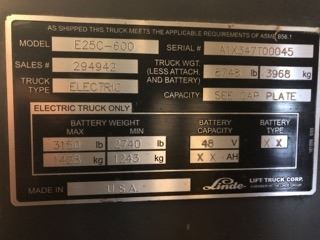 AS SHIPPED THIS TRUCK MEETS THE APPLICABLE REQUIREMENTS OF ASME B56.1
MODEL E25C-600 SERIAL # A1X347T00045
SALES # 294942 TRUCK WGT. (LESS ATTACH. AND BATTERY) 8748 lb 3968 kg
TRUCK TYPE ELECTRIC
CAPACITY SEE CAP PLATE
ELECTRIC TRUCK ONLY
BATTERY WEIGHT BATTERY CAPACITY BATTERY TYPE
MAX MIN
3150 lb 2740 lb 48 V X X
kg 1243 kg X X AH
MADE IN U.S.A. Linde LIFT TRUCK CORP.